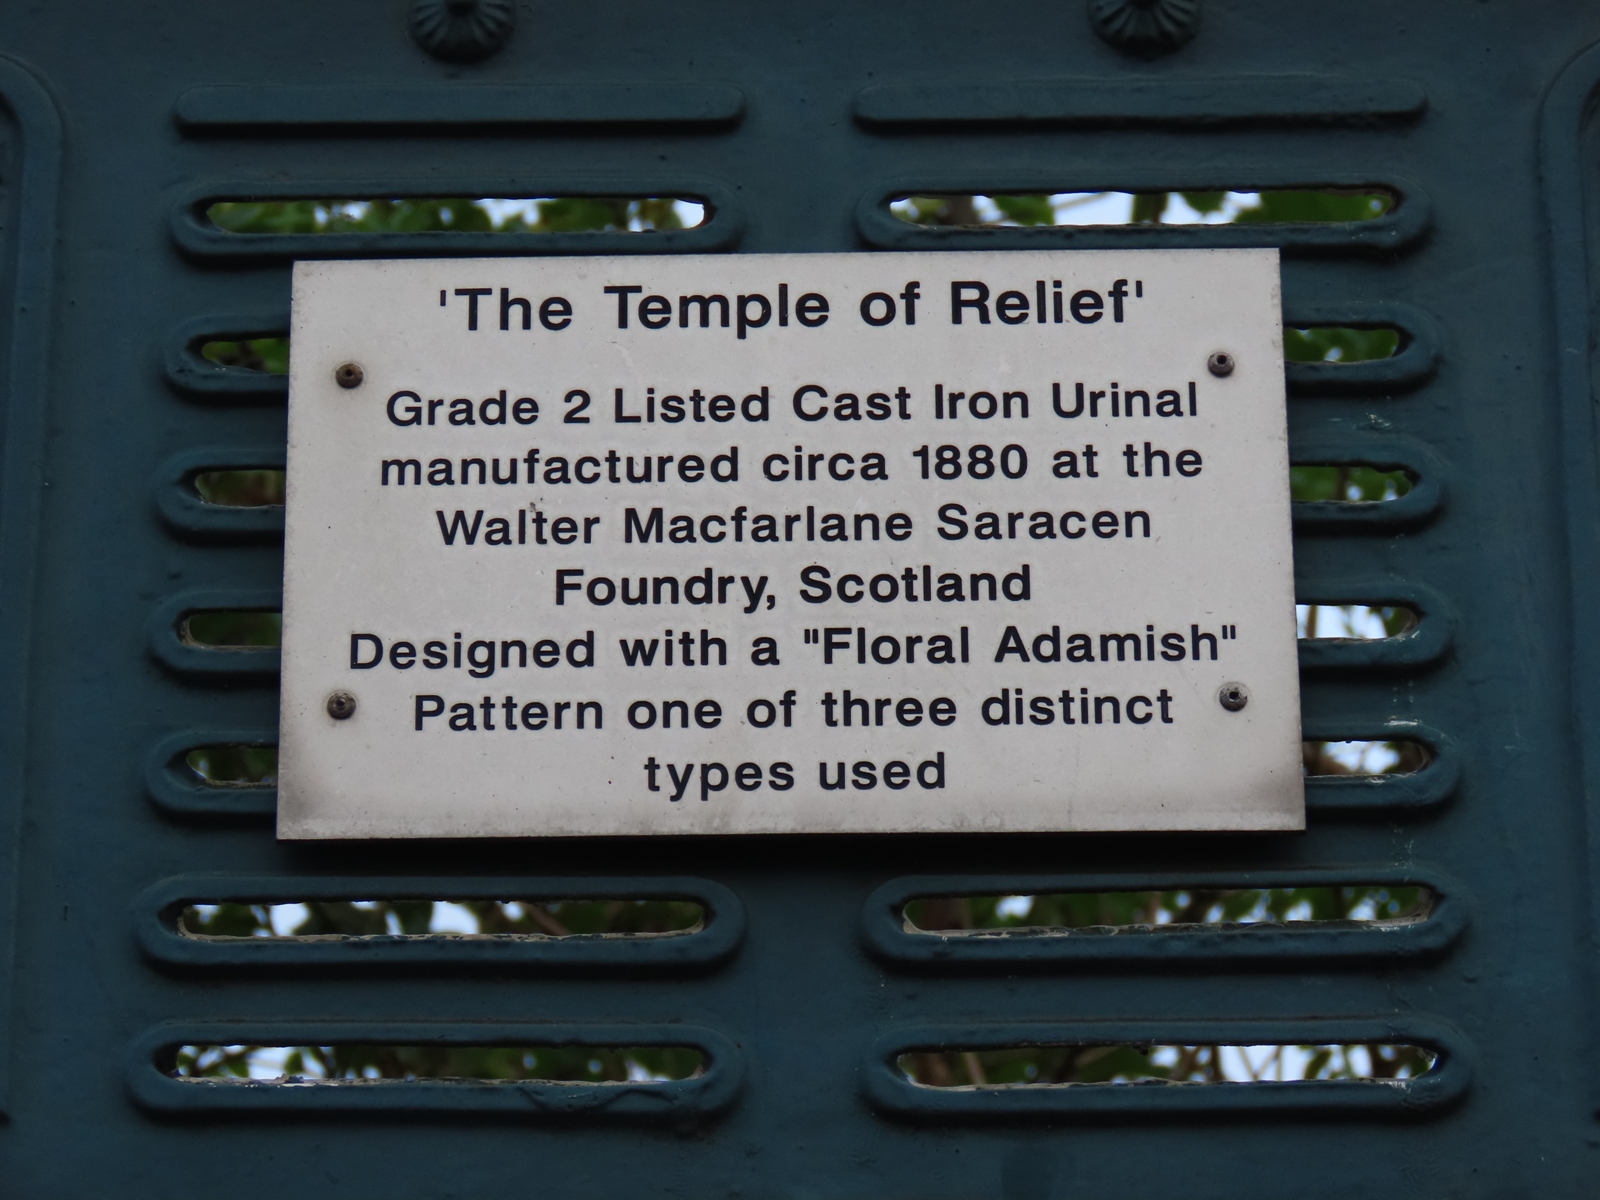 'The Temple of Relief'
Grade 2 Listed Cast Iron Urinal
manufactured circa 1880 at the
Walter Macfarlane Saracen
Foundry, Scotland
Designed with a "Floral Adamish"
Pattern one of three distinct
types used